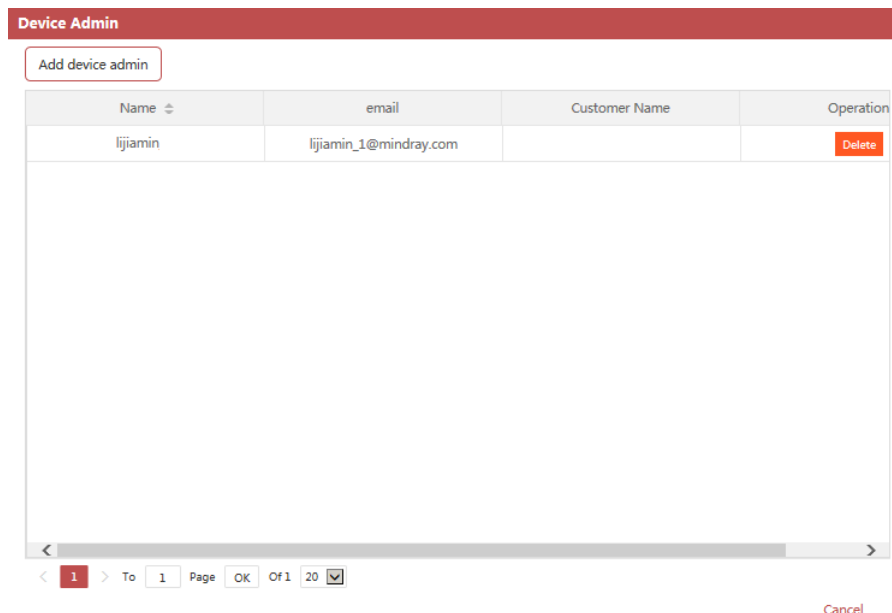 Device Admin
Add device admin
Name email Customer Name Operation
lijiamin lijiamin_1@mindray.com Delete
< 1 > To 1 Page OK Of 1 20
Cancel